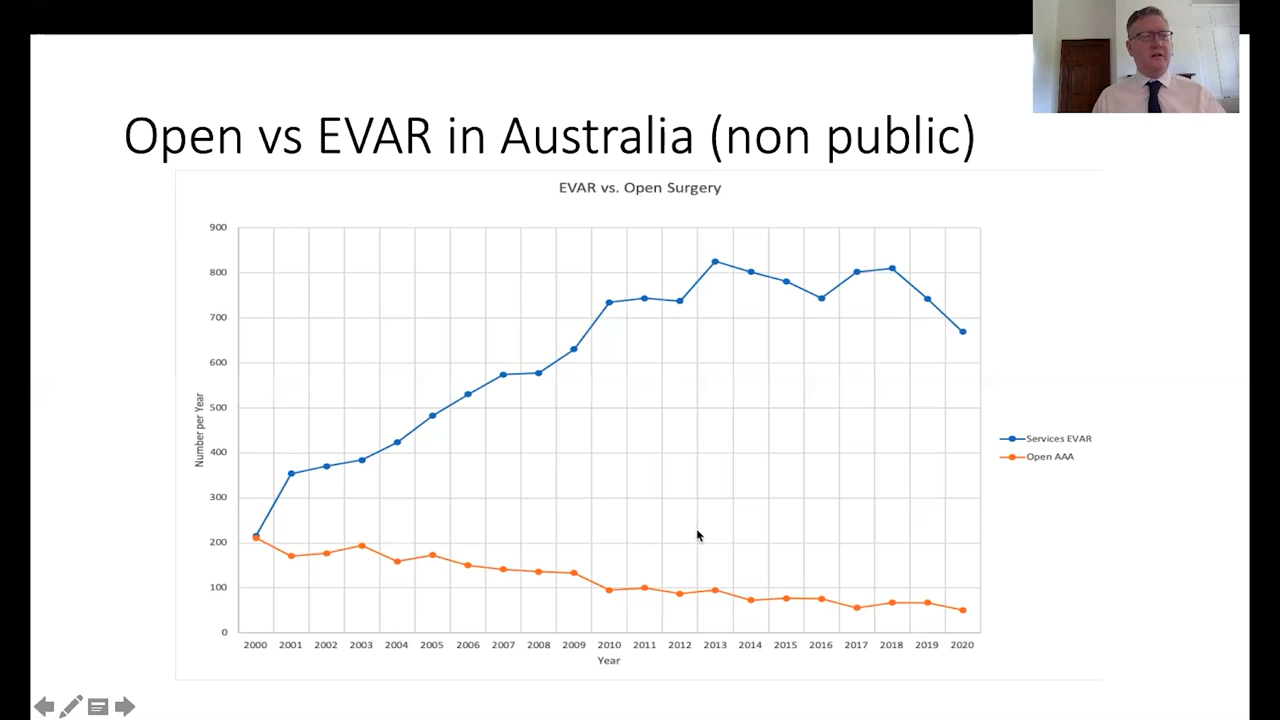 Open vs EVAR in Australia (non public)
EVAR vs. Open Surgery
900
800
700
600
500
400
300
200
100
0
Number per Year
2000 2001 2002 2003 2004 2005 2006 2007 2008 2009 2010 2011 2012 2013 2014 2015 2016 2017 2018 2019 2020
Year
Services EVAR
Open AAA